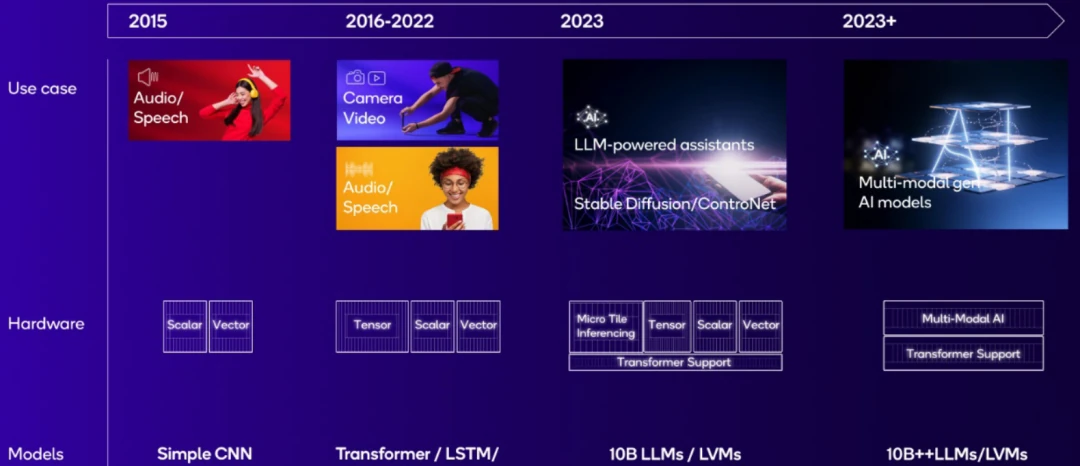 2015
2016-2022
2023
2023+
Use case
Audio/
Speech
Camera
Video
Audio/
Speech
AI
LLM-powered assistants
Stable Diffusion/ControNet
AI
Multi-modal gen
AI models
Hardware
Scalar
Vector
Tensor
Scalar
Vector
Micro Tile
Inferencing
Tensor
Scalar
Vector
Transformer Support
Multi-Modal AI
Transformer Support
Models
Simple CNN
Transformer / LSTM/
10B LLMs / LVMs
10B++LLMs/LVMs